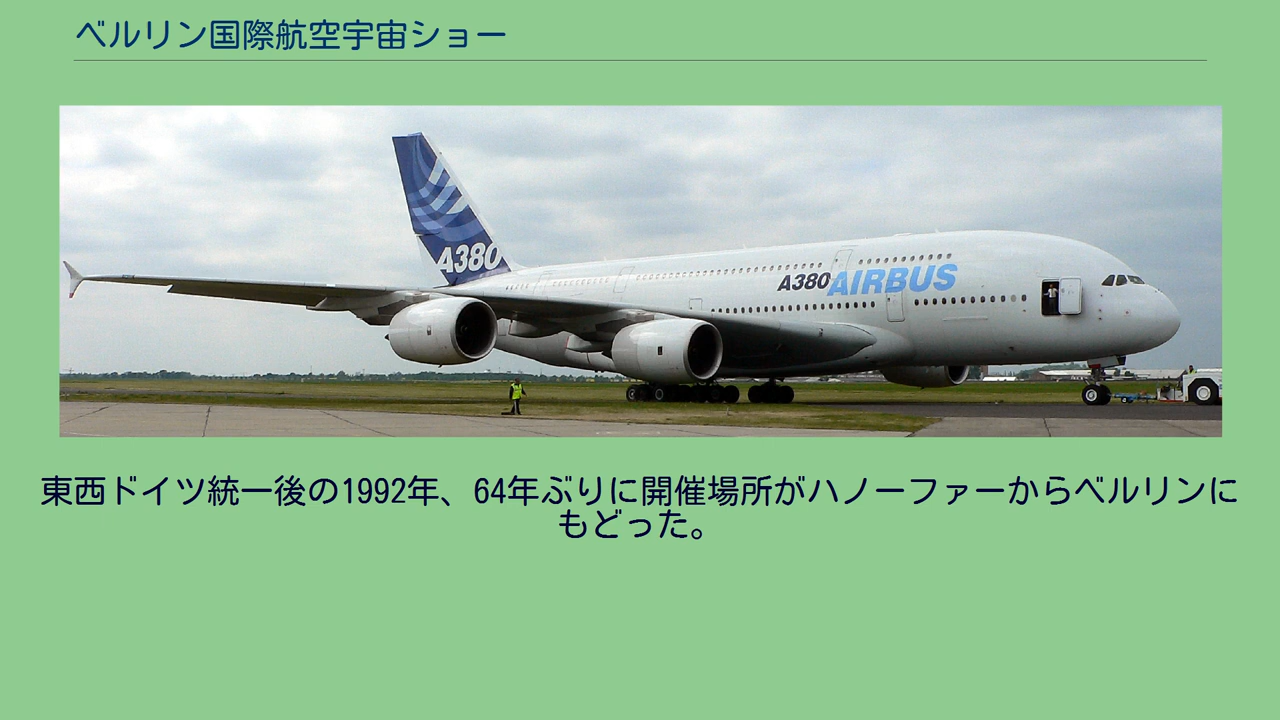 ベルリン国際航空宇宙ショー
A380
A380 AIRBUS
東西ドイツ統一後の1992年、64年ぶりに開催場所がハノーファーからベルリンに
もどった。